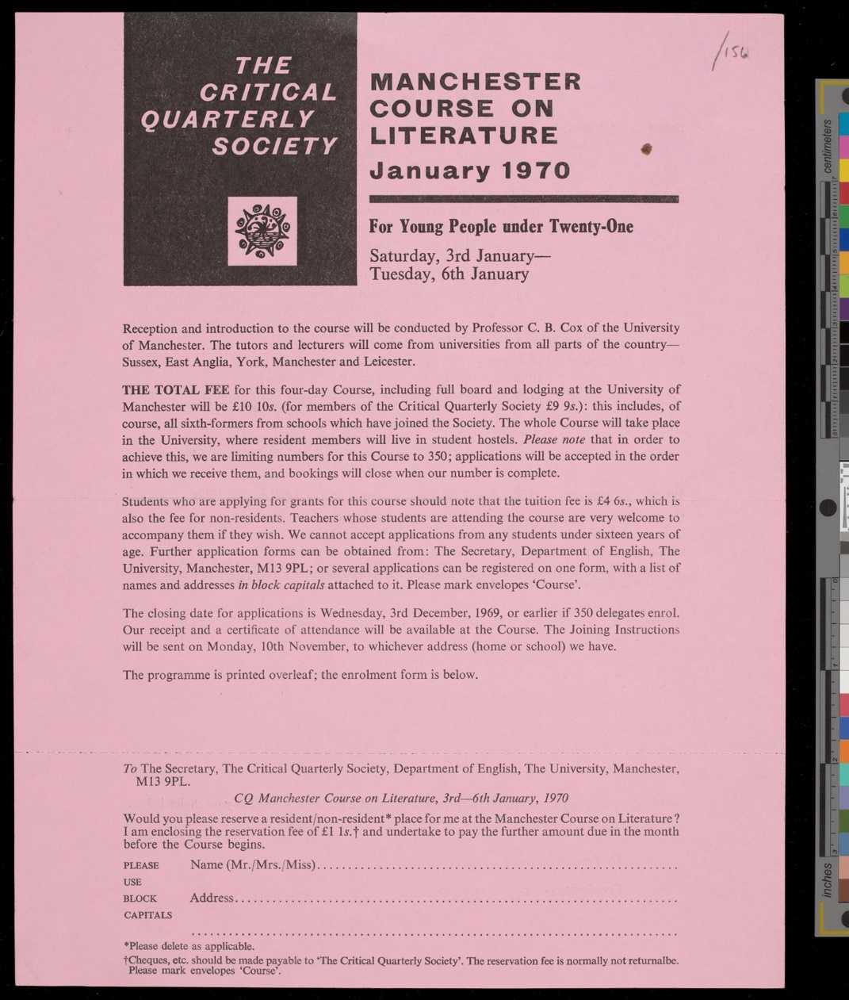 /156
THE
CRITICAL
QUARTERLY
SOCIETY
MANCHESTER
COURSE ON
LITERATURE
January 1970
For Young People under Twenty-One
Saturday, 3rd January—
Tuesday, 6th January
Reception and introduction to the course will be conducted by Professor C. B. Cox of the University
of Manchester. The tutors and lecturers will come from universities from all parts of the country—
Sussex, East Anglia, York, Manchester and Leicester.
THE TOTAL FEE for this four-day Course, including full board and lodging at the University of
Manchester will be £10 10s. (for members of the Critical Quarterly Society £9 9s.): this includes, of
course, all sixth-formers from schools which have joined the Society. The whole Course will take place
in the University, where resident members will live in student hostels. Please note that in order to
achieve this, we are limiting numbers for this Course to 350; applications will be accepted in the order
in which we receive them, and bookings will close when our number is complete.
Students who are applying for grants for this course should note that the tuition fee is £4 6s., which is
also the fee for non-residents. Teachers whose students are attending the course are very welcome to
accompany them if they wish. We cannot accept applications from any students under sixteen years of
age. Further application forms can be obtained from: The Secretary, Department of English, The
University, Manchester, M13 9PL; or several applications can be registered on one form, with a list of
names and addresses in block capitals attached to it. Please mark envelopes ‘Course’.
The closing date for applications is Wednesday, 3rd December, 1969, or earlier if 350 delegates enrol.
Our receipt and a certificate of attendance will be available at the Course. The Joining Instructions
will be sent on Monday, 10th November, to whichever address (home or school) we have.
The programme is printed overleaf; the enrolment form is below.
To The Secretary, The Critical Quarterly Society, Department of English, The University, Manchester,
M13 9PL.
CQ Manchester Course on Literature, 3rd—6th January, 1970
Would you please reserve a resident/non-resident* place for me at the Manchester Course on Literature?
I am enclosing the reservation fee of £1 1s.† and undertake to pay the further amount due in the month
before the Course begins.
PLEASE Name (Mr./Mrs./Miss)
USE
BLOCK Address
CAPITALS
*Please delete as applicable.
†Cheques, etc. should be made payable to ‘The Critical Quarterly Society’. The reservation fee is normally not returnalbe.
Please mark envelopes ‘Course’.
centimeters
inches